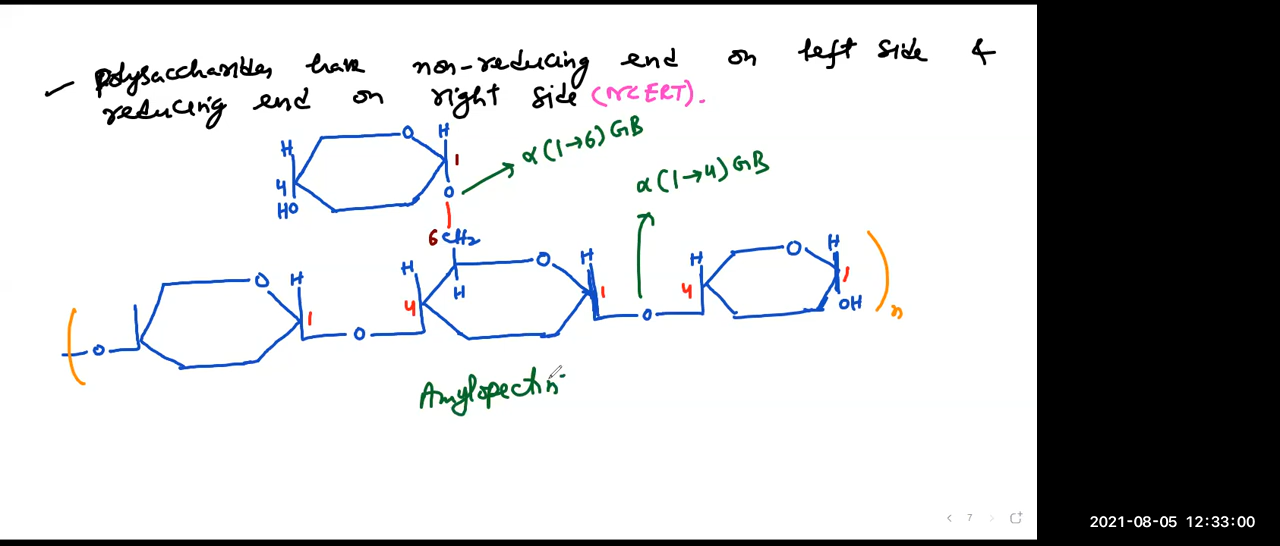 Polysaccharides have non-reducing end on left side &
reducing end on right side (NCERT).
O H
H 1 α(1→6) GB
4 O
HO
α(1→4) GB
6 CH2
H O H H O H
O H 4 H 1 4 1
1 O OH
O O n
Amylopectin
7
2021-08-05 12:33:00